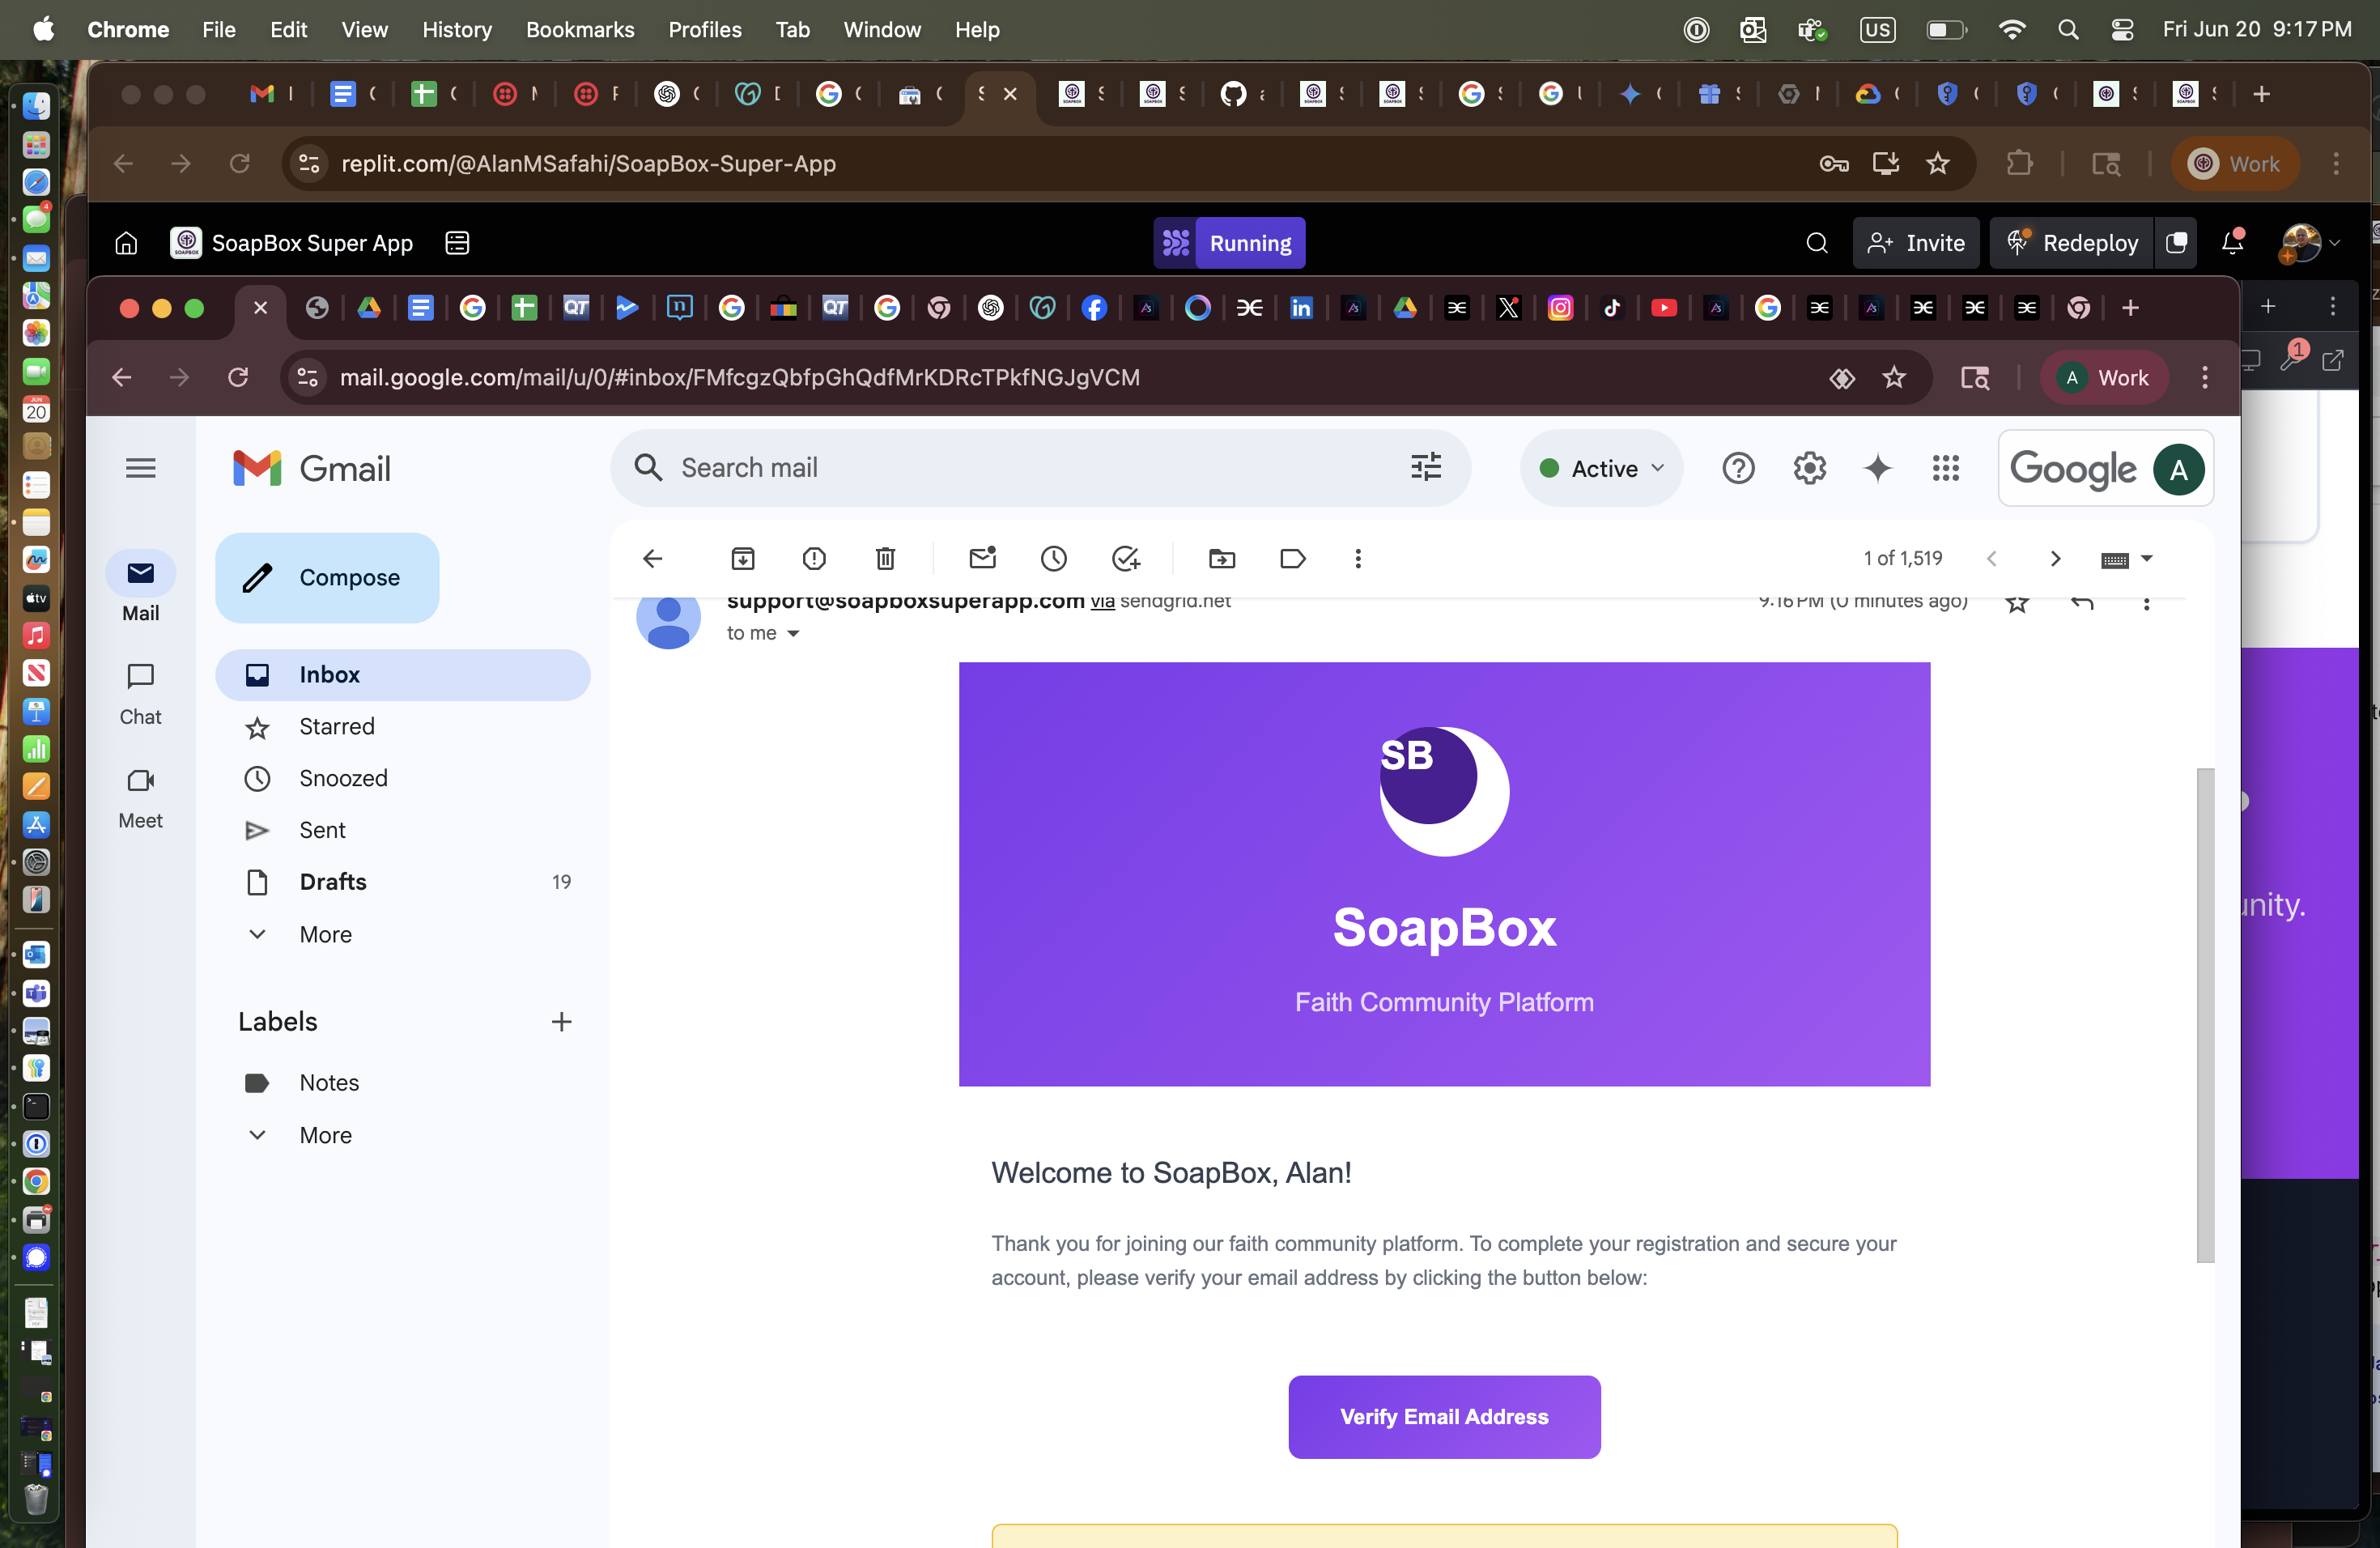 Chrome File Edit View History Bookmarks Profiles Tab Window Help US Fri Jun 20 9:17 PM
replit.com/@AlanMSafahi/SoapBox-Super-App Work
SoapBox Super App Running Invite Redeploy
mail.google.com/mail/u/0/#inbox/FMfcgzQbfpGhQdfMrKDRcTPkfNGJgVCM A Work
Gmail Search mail Active Google A
Compose 1 of 1,519
Mail support@soapboxsuperapp.com via sendgrid.net 9:16 PM (0 minutes ago)
to me
Inbox
Chat Starred
Snoozed SB
Meet Sent
Drafts 19
More SoapBox
Faith Community Platform
Labels
Notes
More
Welcome to SoapBox, Alan!
Thank you for joining our faith community platform. To complete your registration and secure your
account, please verify your email address by clicking the button below:
Verify Email Address
unity.